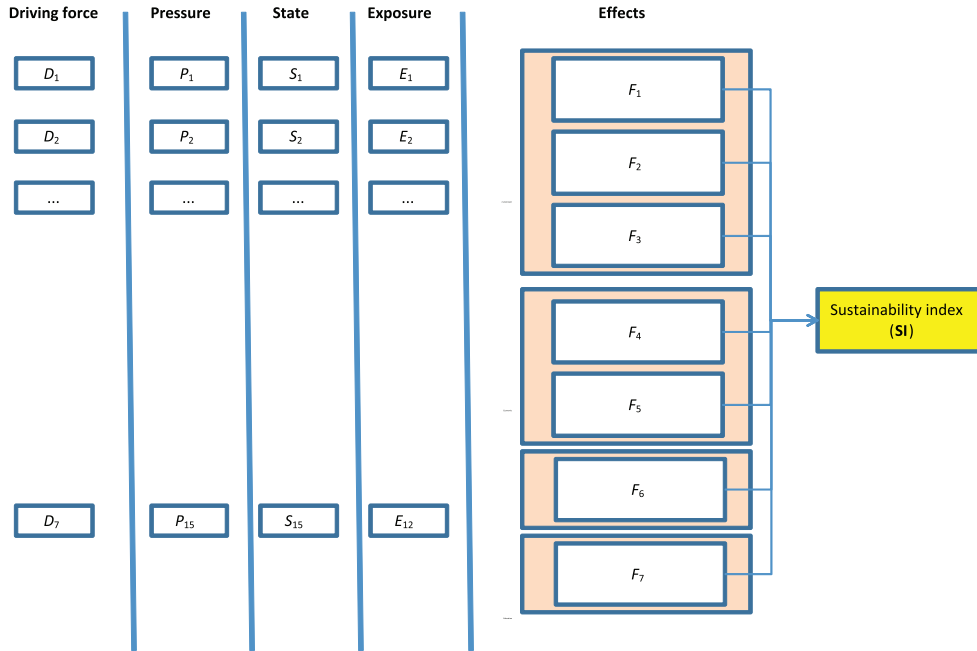 Driving force Pressure State Exposure Effects
D₁ P₁ S₁ E₁ F₁
D₂ P₂ S₂ E₂ F₂
... ... ... ...
F₃
Sustainability index
(SI)
F₄
F₅
F₆
D₇ P₁₅ S₁₅ E₁₂
F₇